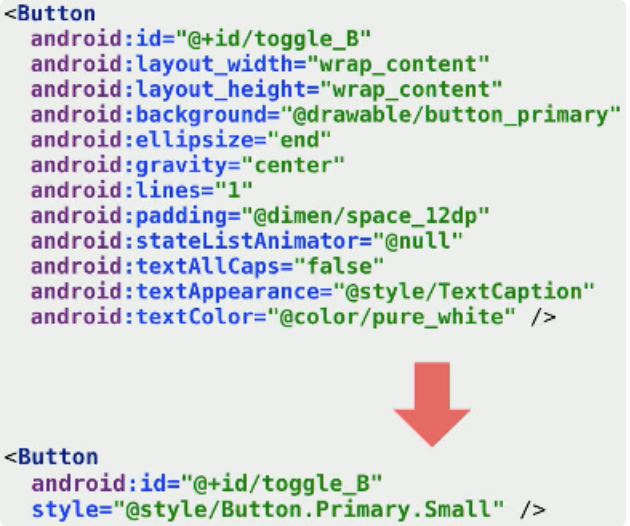 <Button
android:id="@+id/toggle_B"
android:layout_width="wrap_content"
android:layout_height="wrap_content"
android:background="@drawable/button_primary"
android:ellipsize="end"
android:gravity="center"
android:lines="1"
android:padding="@dimen/space_12dp"
android:stateListAnimator="@null"
android:textAllCaps="false"
android:textAppearance="@style/TextCaption"
android:textColor="@color/pure_white" />
<Button
android:id="@+id/toggle_B"
style="@style/Button.Primary.Small" />